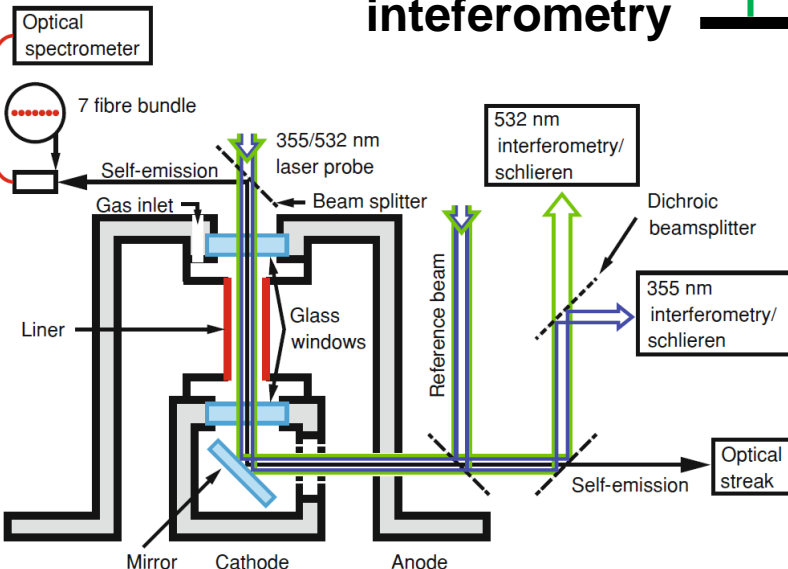 inteferometry
Optical
spectrometer
7 fibre bundle
355/532 nm
laser probe
Self-emission
Gas inlet
Beam splitter
532 nm
interferometry/
schlieren
Dichroic
beamsplitter
355 nm
interferometry/
schlieren
Liner
Glass
windows
Reference beam
Optical
streak
Self-emission
Mirror
Cathode
Anode